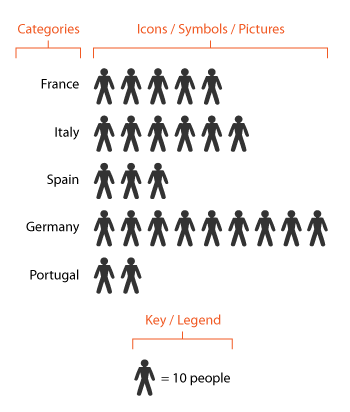 Categories
Icons / Symbols / Pictures
France
Italy
Spain
Germany
Portugal
Key / Legend
= 10 people